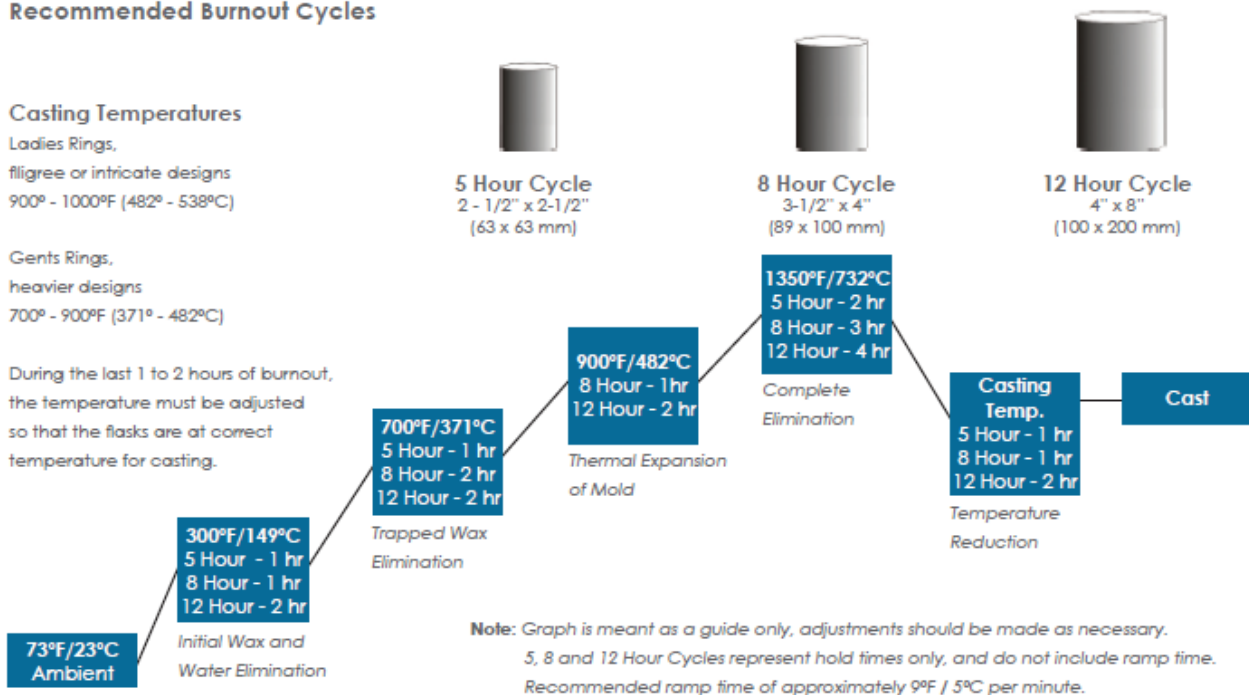 Recommended Burnout Cycles
Casting Temperatures
Ladies Rings,
filigree or intricate designs
900º - 1000ºF (482º - 538ºC)
Gents Rings,
heavier designs
700º - 900ºF (371º - 482ºC)
During the last 1 to 2 hours of burnout,
the temperature must be adjusted
so that the flasks are at correct
temperature for casting.
5 Hour Cycle
2 - 1/2" x 2-1/2"
(63 x 63 mm)
8 Hour Cycle
3-1/2" x 4"
(89 x 100 mm)
12 Hour Cycle
4" x 8"
(100 x 200 mm)
73ºF/23ºC
Ambient
300ºF/149ºC
5 Hour - 1 hr
8 Hour - 1 hr
12 Hour - 2 hr
Initial Wax and
Water Elimination
700ºF/371ºC
5 Hour - 1 hr
8 Hour - 2 hr
12 Hour - 2 hr
Trapped Wax
Elimination
900ºF/482ºC
8 Hour - 1hr
12 Hour - 2 hr
Thermal Expansion
of Mold
1350ºF/732ºC
5 Hour - 2 hr
8 Hour - 3 hr
12 Hour - 4 hr
Complete
Elimination
Casting
Temp.
5 Hour - 1 hr
8 Hour - 1 hr
12 Hour - 2 hr
Temperature
Reduction
Cast
Note: Graph is meant as a guide only, adjustments should be made as necessary.
5, 8 and 12 Hour Cycles represent hold times only, and do not include ramp time.
Recommended ramp time of approximately 9ºF / 5ºC per minute.